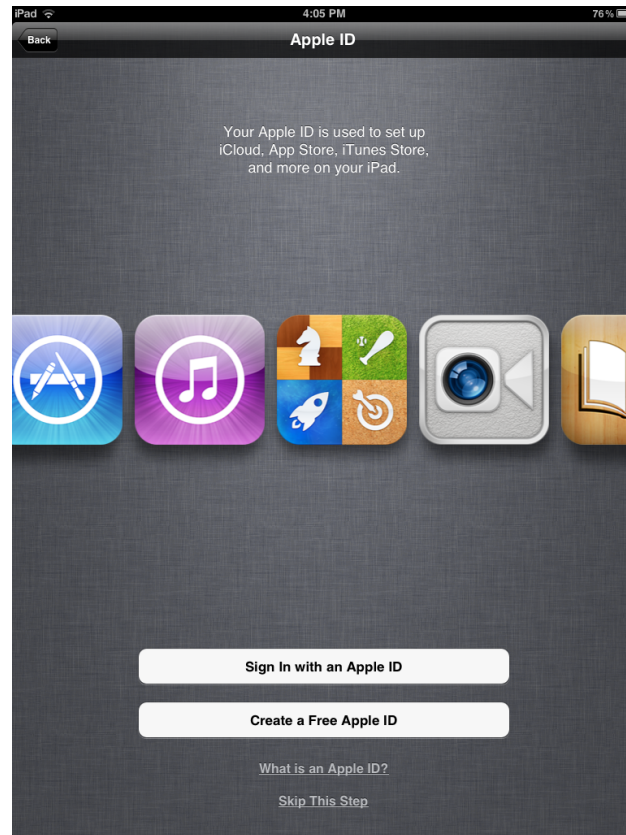 iPad 4:05 PM 76%
Back Apple ID
Your Apple ID is used to set up
iCloud, App Store, iTunes Store,
and more on your iPad.
Sign In with an Apple ID
Create a Free Apple ID
What is an Apple ID?
Skip This Step